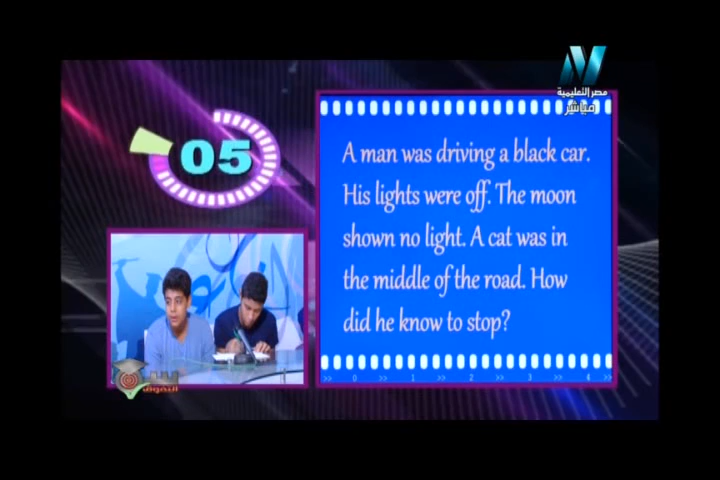 مصر التعليمية
مباشر
05
A man was driving a black car.
His lights were off. The moon
shown no light. A cat was in
the middle of the road. How
did he know to stop?
>> 0 >> 1 >> 2 >> 3 >> 4 >>